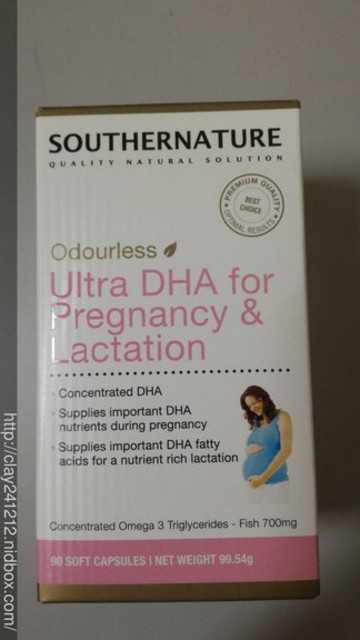 SOUTHERNATURE
QUALITY NATURAL SOLUTION
PREMIUM QUALITY
BEST
CHOICE
OPTIMAL RESULTS
Odourless
Ultra DHA for
Pregnancy &
Lactation
Concentrated DHA
Supplies important DHA
nutrients during pregnancy
Supplies important DHA fatty
acids for a nutrient rich lactation
Concentrated Omega 3 Triglycerides - Fish 700mg
90 SOFT CAPSULES | NET WEIGHT 99.54g
http://clay241212.nidbox.com/